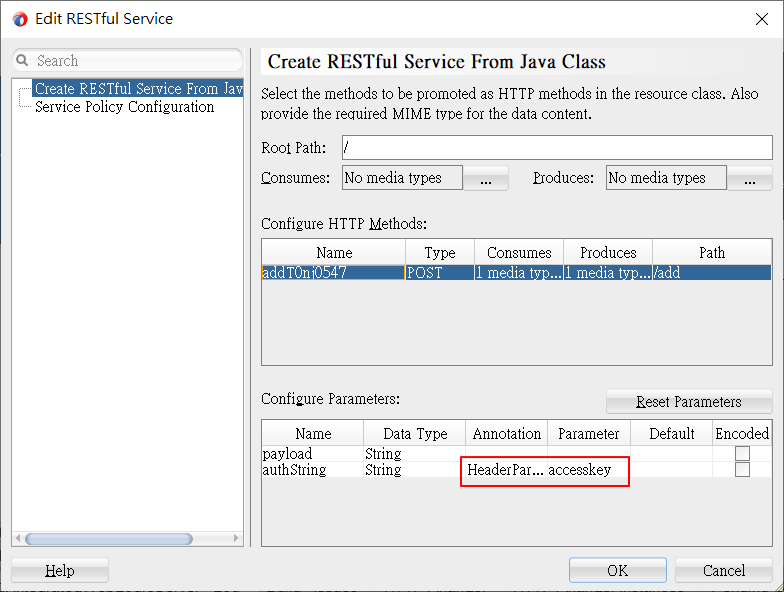 Edit RESTful Service
Search
Create RESTful Service From Jav
Service Policy Configuration
Create RESTful Service From Java Class
Select the methods to be promoted as HTTP methods in the resource class. Also
provide the required MIME type for the data content.
Root Path: /
Consumes: No media types ... Produces: No media types ...
Configure HTTP Methods:
Name Type Consumes Produces Path
addT0nj0547 POST 1 media typ... 1 media typ... /add
Configure Parameters:
Reset Parameters
Name Data Type Annotation Parameter Default Encoded
payload String
authString String HeaderPar... accesskey
Help OK Cancel